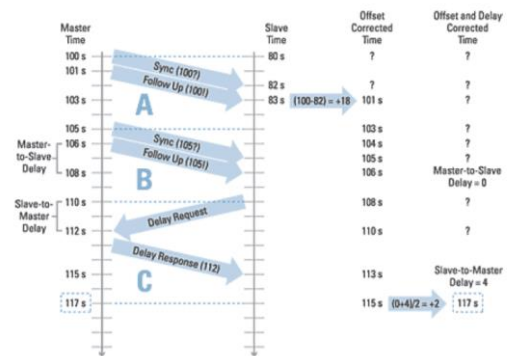 Master Time
Slave Time
Offset Corrected Time
Offset and Delay Corrected Time
100 s 80 s ? ?
101 s
Sync (100?)
Follow Up (100!)
82 s ? ?
103 s A 83 s (100-82) = +18 101 s ?
105 s 103 s ?
Master-to-Slave Delay
106 s 104 s ?
Sync (105?)
Follow Up (105!)
105 s ?
108 s B 106 s Master-to-Slave Delay = 0
Slave-to-Master Delay
110 s 108 s ?
Delay Request
112 s 110 s ?
Delay Response (112)
115 s C 113 s Slave-to-Master Delay = 4
117 s 115 s (0+4)/2 = +2 117 s